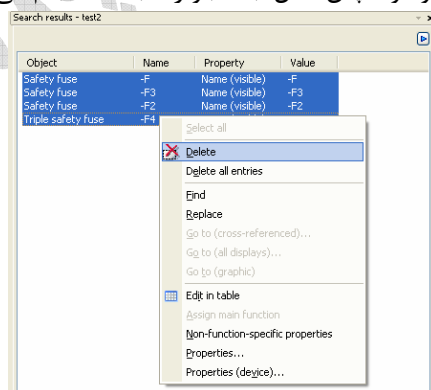 Search results - test2
Object Name Property Value
Safety fuse -F Name (visible) -F
Safety fuse -F3 Name (visible) -F3
Safety fuse -F2 Name (visible) -F2
Triple safety fuse -F4
Select all
Delete
Delete all entries
Find
Replace
Go to (cross-referenced)...
Go to (all displays)...
Go to (graphic)
Edit in table
Assign main function
Non-function-specific properties
Properties...
Properties (device)...